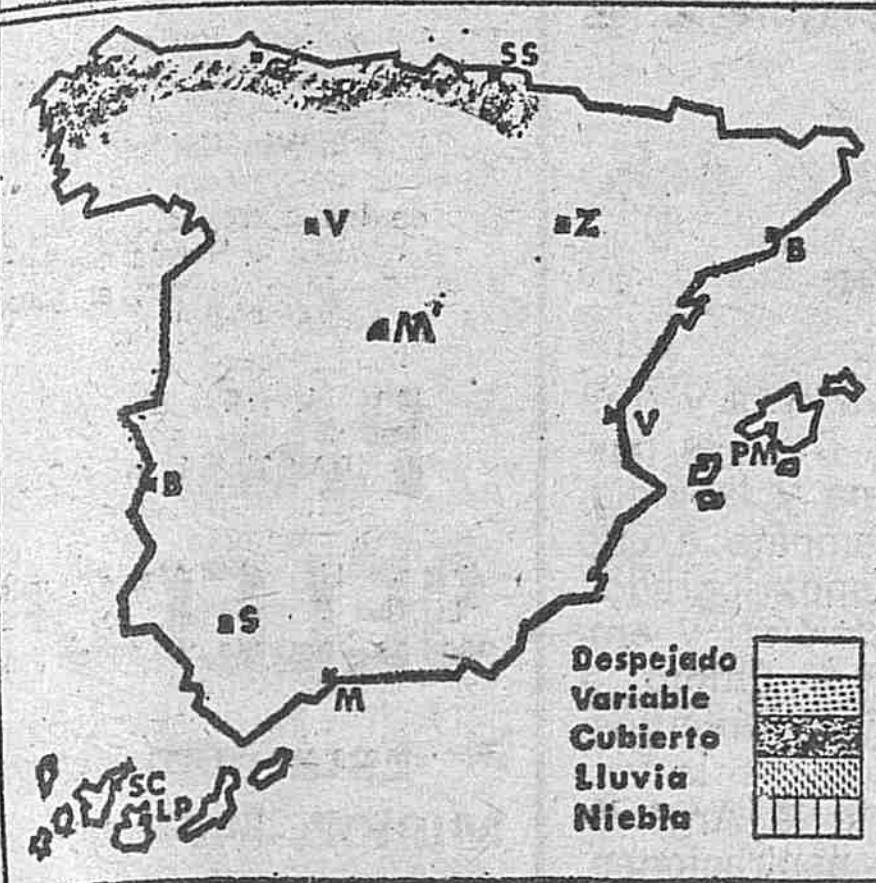 SS
V
Z
B
M
V
PM
B
S
M
SC
LP
Despejado
Variable
Cubierto
Lluvia
Niebla